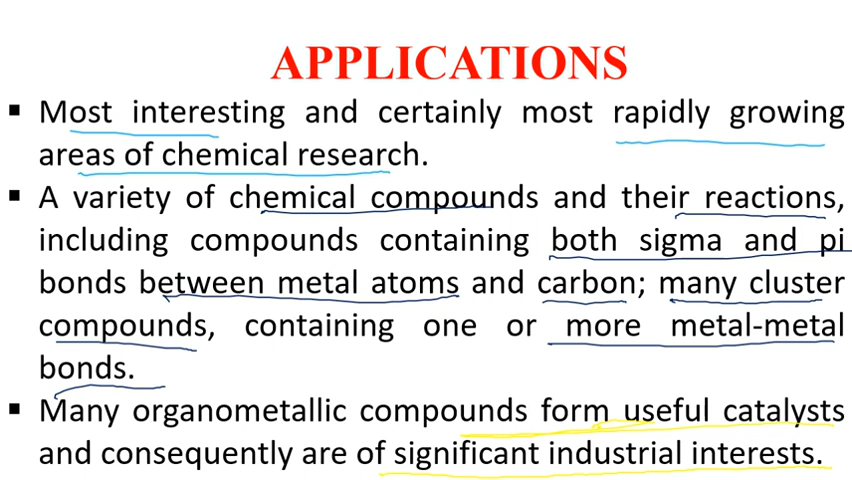 APPLICATIONS
▪ Most interesting and certainly most rapidly growing
areas of chemical research.
▪ A variety of chemical compounds and their reactions,
including compounds containing both sigma and pi
bonds between metal atoms and carbon; many cluster
compounds, containing one or more metal-metal
bonds.
▪ Many organometallic compounds form useful catalysts
and consequently are of significant industrial interests.